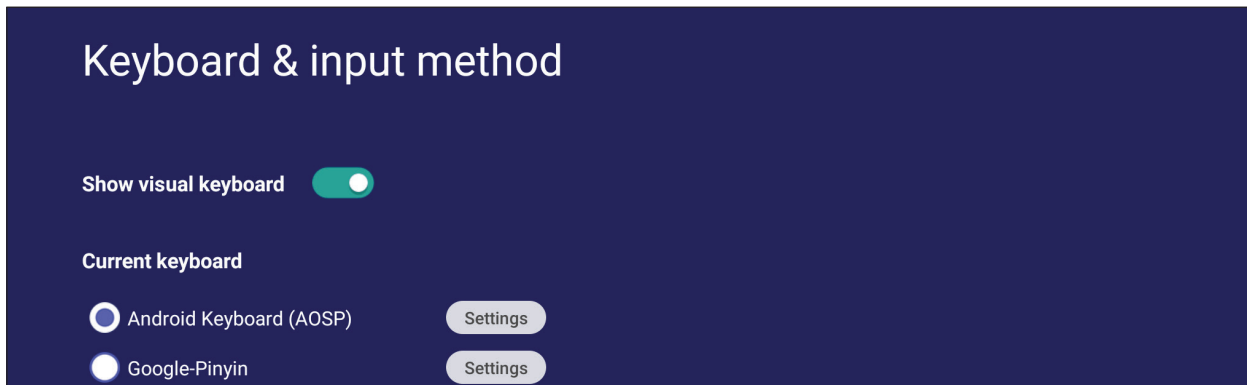 Keyboard & input method
Show visual keyboard
Current keyboard
Android Keyboard (AOSP) Settings
Google-Pinyin Settings